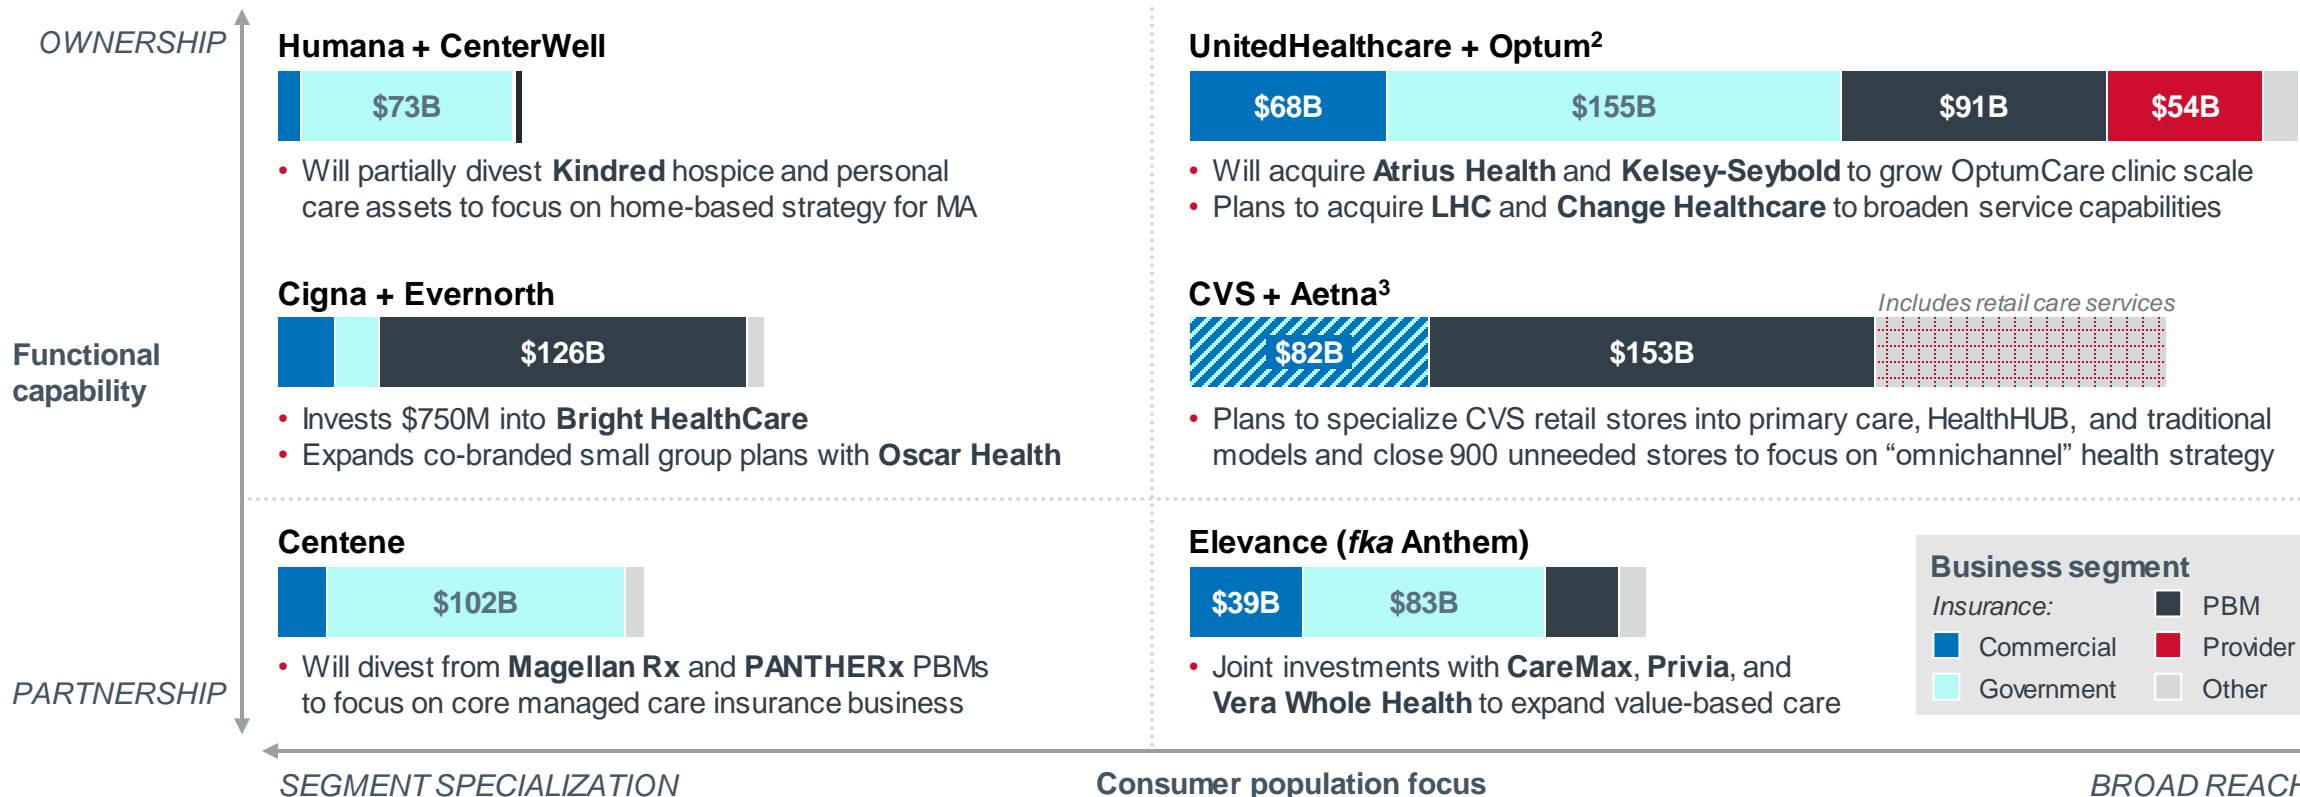 OWNERSHIP
Humana + CenterWell
$73B
• Will partially divest Kindred hospice and personal
care assets to focus on home-based strategy for MA
UnitedHealthcare + Optum²
$68B
$155B
$91B
$54B
• Will acquire Atrius Health and Kelsey-Seybold to grow OptumCare clinic scale
• Plans to acquire LHC and Change Healthcare to broaden service capabilities
Functional
capability
Cigna + Evernorth
$126B
• Invests $750M into Bright HealthCare
• Expands co-branded small group plans with Oscar Health
CVS + Aetna³
Includes retail care services
$82B
$153B
• Plans to specialize CVS retail stores into primary care, HealthHUB, and traditional
models and close 900 unneeded stores to focus on “omnichannel” health strategy
PARTNERSHIP
Centene
$102B
• Will divest from Magellan Rx and PANTHERx PBMs
to focus on core managed care insurance business
Elevance (fka Anthem)
$39B
$83B
• Joint investments with CareMax, Privia, and
Vera Whole Health to expand value-based care
Business segment
Insurance:
Commercial
Government
PBM
Provider
Other
SEGMENT SPECIALIZATION
Consumer population focus
BROAD REACH